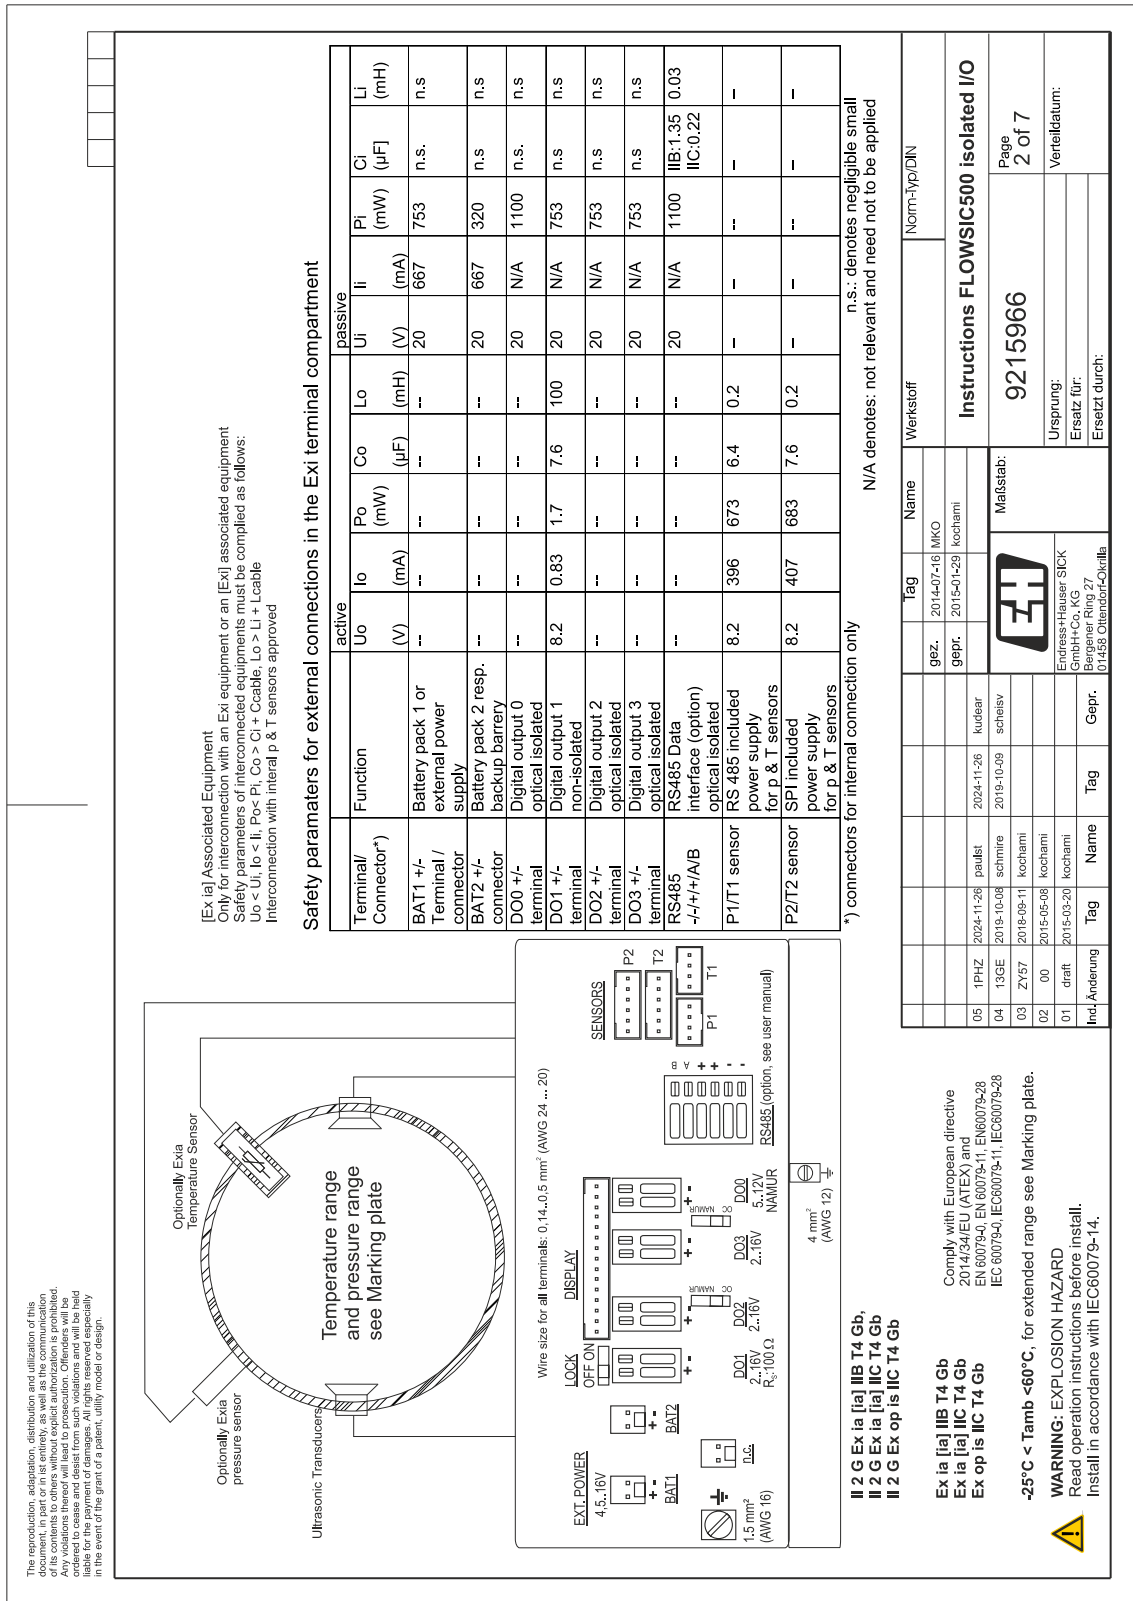 The reproduction, adaptation, distribution and utilization of this
document, in part or in ist entirety, as well as the communication
of its contents to others without explicit authorization is prohibited.
Any violations thereof will lead to prosecution. Offenders will be
ordered to cease and desist from such violations and will be held
liable for the payment of damages. All rights reserved especially
in the event of the grant of a patent, utility model or design.
Optionally Exia
pressure sensor
Optionally Exia
Temperature Sensor
Ultrasonic Transducers
Temperature range
and pressure range
see Marking plate
[Ex ia] Associated Equipment
Only for interconnection with an Exi equipment or an [Exi] associated equipment
Safety parameters of interconnected equipments must be complied as follows:
Uo < Ui, Io < Ii, Po< Pi, Co > Ci + Ccable, Lo > Li + Lcable
Interconnection with interal p & T sensors approved
Safety paramaters for external connections in the Exi terminal compartment
active passive
Terminal/ Function Uo Io Po Co Lo Ui Ii Pi Ci Li
Connector*) (V) (mA) (mW) (µF) (mH) (V) (mA) (mW) (µF] (mH)
BAT1 +/- Battery pack 1 or -- -- -- -- -- 20 667 753 n.s. n.s
Terminal / external power
connector supply
BAT2 +/- Battery pack 2 resp. -- -- -- -- -- 20 667 320 n.s n.s
connector backup barrery
DO0 +/- Digital output 0 -- -- -- -- -- 20 N/A 1100 n.s. n.s
terminal optical isolated
DO1 +/- Digital output 1 8.2 0.83 1.7 7.6 100 20 N/A 753 n.s n.s
terminal non-isolated
DO2 +/- Digital output 2 -- -- -- -- -- 20 N/A 753 n.s n.s
terminal optical isolated
DO3 +/- Digital output 3 -- -- -- -- -- 20 N/A 753 n.s n.s
terminal optical isolated
RS485 RS485 Data -- -- -- -- -- 20 N/A 1100 IIB:1.35 0.03
-/-/+/+/A/B interface (option) IIC:0.22
optical isolated
P1/T1 sensor RS 485 included 8.2 396 673 6.4 0.2 -- -- -- -- --
power supply
for p & T sensors
P2/T2 sensor SPI included 8.2 407 683 7.6 0.2 -- -- -- -- --
power supply
for p & T sensors
*) connectors for internal connection only
n.s.: denotes negligible small
N/A denotes: not relevant and need not to be applied
Wire size for all terminals: 0,14..0.5 mm² (AWG 24 ... 20)
EXT. POWER
4,5..16V
+ -
BAT1
+ -
BAT2
LOCK
OFF ON
DISPLAY
SENSORS
P2
T2
P1
T1
+ -
DO1
2..16V
Rs:100 Ω
+ -
DO2
2..16V
OC NAMUR
+ -
DO3
2..16V
OC NAMUR
+ -
DO0
5..12V
NAMUR
B
A
+
+
-
-
RS485 (option, see user manual)
n.c.
1.5 mm²
(AWG 16)
4 mm²
(AWG 12)
II 2 G Ex ia [ia] IIB T4 Gb,
II 2 G Ex ia [ia] IIC T4 Gb
II 2 G Ex op is IIC T4 Gb
Ex ia [ia] IIB T4 Gb
Ex ia [ia] IIC T4 Gb
Ex op is IIC T4 Gb
Comply with European directive
2014/34/EU (ATEX) and
EN 60079-0, EN 60079-11, EN60079-28
IEC 60079-0, IEC60079-11, IEC60079-28
-25°C < Tamb <60°C, for extended range see Marking plate.
WARNING: EXPLOSION HAZARD
Read operation instructions before install.
Install in accordance with IEC60079-14.
05 1PHZ 2024-11-26 paulst 2024-11-26 kudear
04 13GE 2019-10-08 schmire 2019-10-09 scheisv
03 ZY57 2018-09-11 kochami
02 00 2015-05-08 kochami
01 draft 2015-03-20 kochami
Ind. Änderung Tag Name Tag Gepr.
Tag Name
gez. 2014-07-16 MKO
gepr. 2015-01-29 kochami
EH
Endress+Hauser SICK
GmbH+Co. KG
Bergener Ring 27
01458 Ottendorf-Okrilla
Maßstab:
Werkstoff
Norm-Typ/DIN
Instructions FLOWSIC500 isolated I/O
9215966
Page
2 of 7
Ursprung:
Ersatz für:
Ersetzt durch:
Verteildatum: